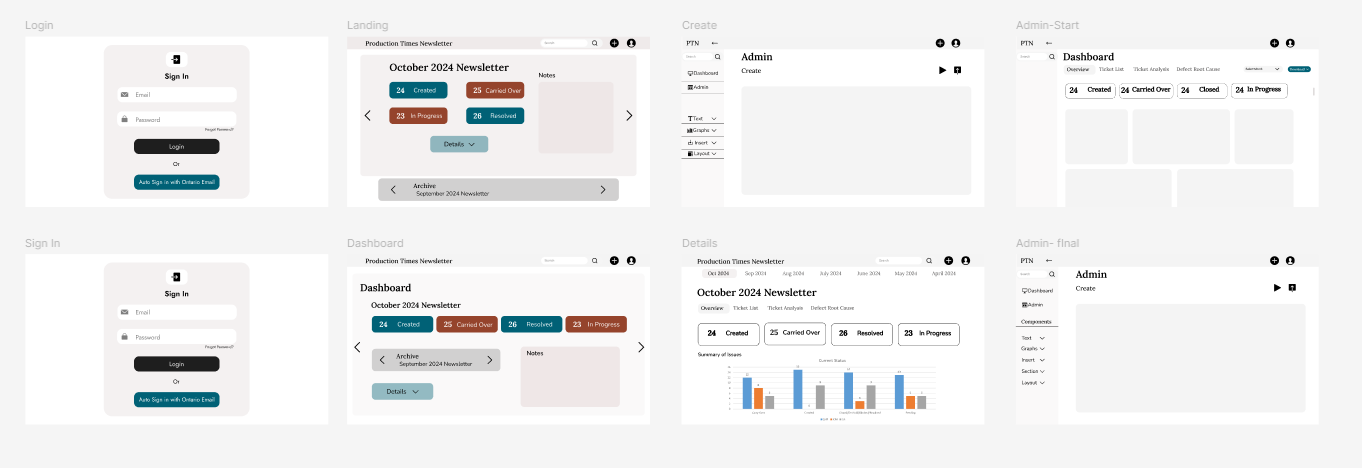 Login
Sign In
Email
Password
Forgot Password?
Login
Or
Auto Sign in with Ontario Email
Landing
Production Times Newsletter
Search
October 2024 Newsletter
Notes
24 Created
25 Carried Over
23 In Progress
26 Resolved
Details
Archive
September 2024 Newsletter
Create
PTN
Search
Admin
Create
Dashboard
Admin
Text
Graphs
Insert
Layout
Admin-Start
PTN
Search
Dashboard
Overview Ticket List Ticket Analysis Defect Root Cause
24 Created
24 Carried Over
24 Closed
24 In Progress
Sign In
Sign In
Email
Password
Forgot Password?
Login
Or
Auto Sign in with Ontario Email
Dashboard
Production Times Newsletter
Search
Dashboard
October 2024 Newsletter
24 Created
25 Carried Over
26 Resolved
23 In Progress
Archive
September 2024 Newsletter
Notes
Details
Details
Production Times Newsletter
Search
Oct 2024 Sep 2024 Aug 2024 July 2024 June 2024 May 2024 April 2024
October 2024 Newsletter
Overview Ticket List Ticket Analysis Defect Root Cause
24 Created
25 Carried Over
26 Resolved
23 In Progress
Summary of Issues
Current Status
Admin- final
PTN
Search
Admin
Create
Dashboard
Admin
Components
Text
Graphs
Insert
Section
Layout